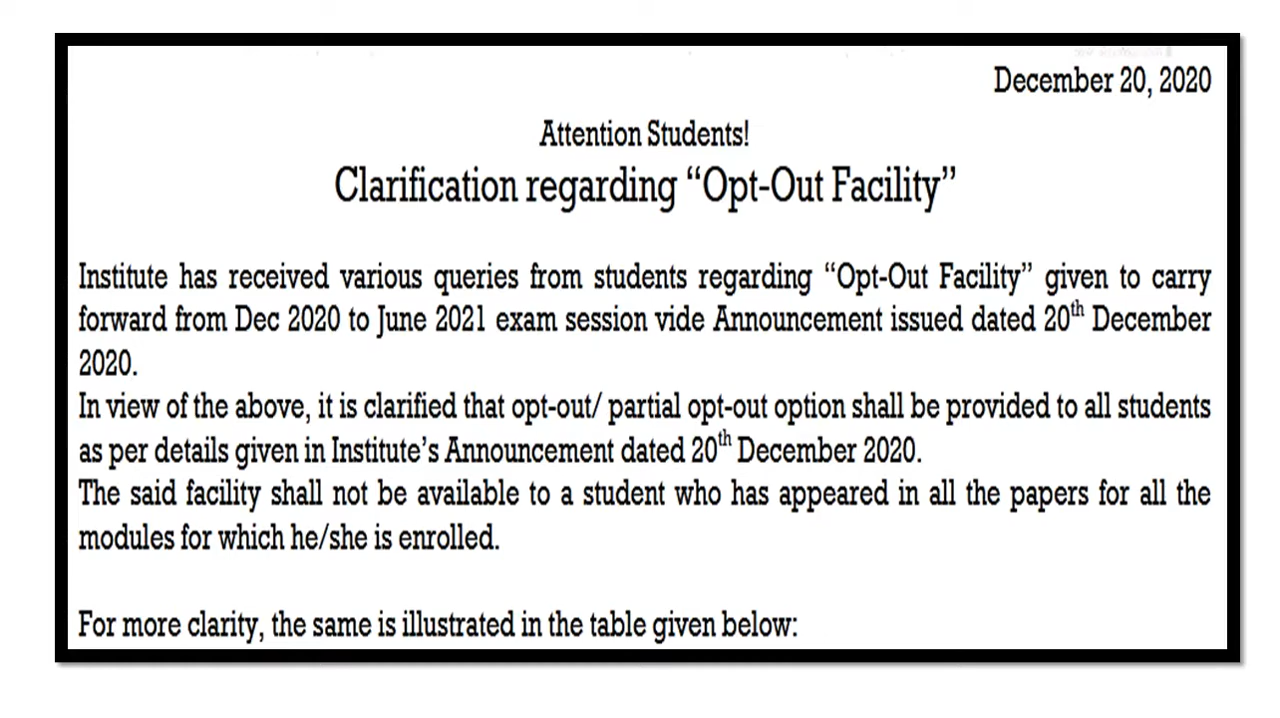 December 20, 2020
Attention Students!
Clarification regarding “Opt-Out Facility”
Institute has received various queries from students regarding “Opt-Out Facility” given to carry
forward from Dec 2020 to June 2021 exam session vide Announcement issued dated 20th December
2020.
In view of the above, it is clarified that opt-out/ partial opt-out option shall be provided to all students
as per details given in Institute’s Announcement dated 20th December 2020.
The said facility shall not be available to a student who has appeared in all the papers for all the
modules for which he/she is enrolled.
For more clarity, the same is illustrated in the table given below: